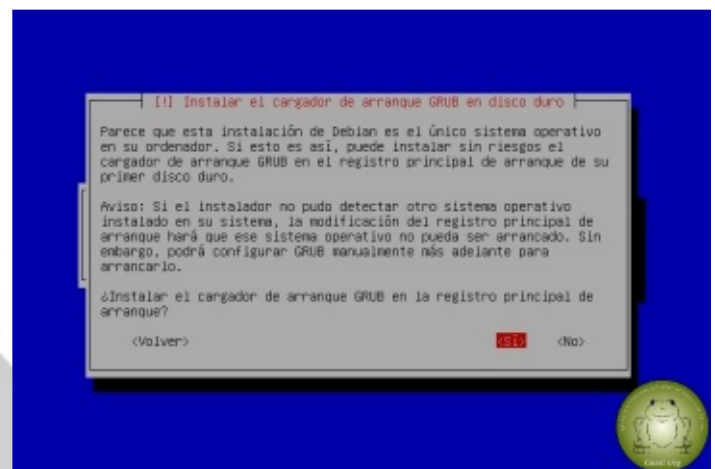 [!] Instalar el cargador de arranque GRUB en disco duro
Parece que esta instalación de Debian es el único sistema operativo
en su ordenador. Si esto es así, puede instalar sin riesgos el
cargador de arranque GRUB en el registro principal de arranque de su
primer disco duro.
Aviso: Si el instalador no pudo detectar otro sistema operativo
instalado en su sistema, la modificación del registro principal de
arranque hará que ese sistema operativo no pueda ser arrancado. Sin
embargo, podrá configurar GRUB manualmente más adelante para
arrancarlo.
¿Instalar el cargador de arranque GRUB en la registro principal de
arranque?
<Volver> <Sí> <No>